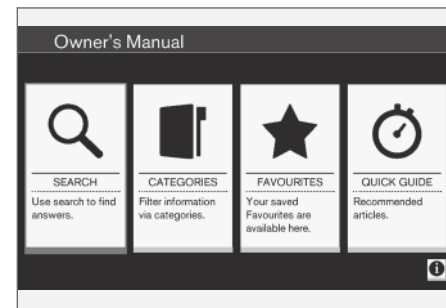 Owner's Manual
SEARCH
Use search to find
answers.
CATEGORIES
Filter information
via categories.
FAVOURITES
Your saved
Favourites are
available here.
QUICK GUIDE
Recommended
articles.